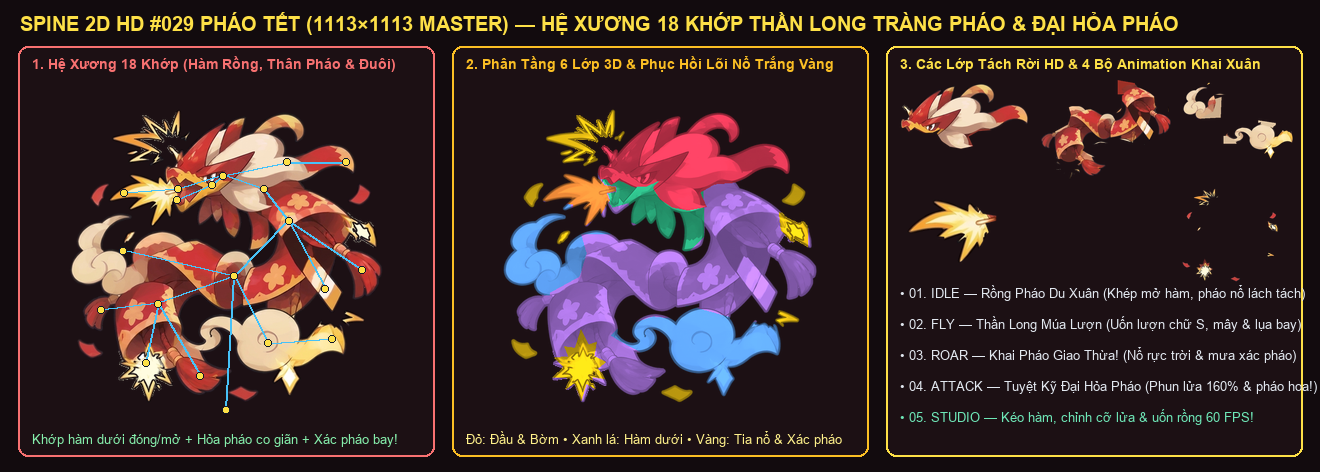 SPINE 2D HD #029 PHÁO TẾT (1113×1113 MASTER) — HỆ XƯƠNG 18 KHỚP THẦN LONG TRÀNG PHÁO & ĐẠI HỎA PHÁO
1. Hệ Xương 18 Khớp (Hàm Rồng, Thân Pháo & Đuôi)
Khớp hàm dưới đóng/mở + Hỏa pháo co giãn + Xác pháo bay!
2. Phân Tầng 6 Lớp 3D & Phục Hồi Lõi Nổ Trắng Vàng
Đỏ: Đầu & Bờm • Xanh lá: Hàm dưới • Vàng: Tia nổ & Xác pháo
3. Các Lớp Tách Rời HD & 4 Bộ Animation Khai Xuân
• 01. IDLE — Rồng Pháo Du Xuân (Khép mở hàm, pháo nổ lách tách)
• 02. FLY — Thần Long Múa Lượn (Uốn lượn chữ S, mây & lụa bay)
• 03. ROAR — Khai Pháo Giao Thừa! (Nổ rực trời & mưa xác pháo)
• 04. ATTACK — Tuyệt Kỹ Đại Hỏa Pháo (Phun lửa 160% & pháo hoa!)
• 05. STUDIO — Kéo hàm, chỉnh cỡ lửa & uốn rồng 60 FPS!